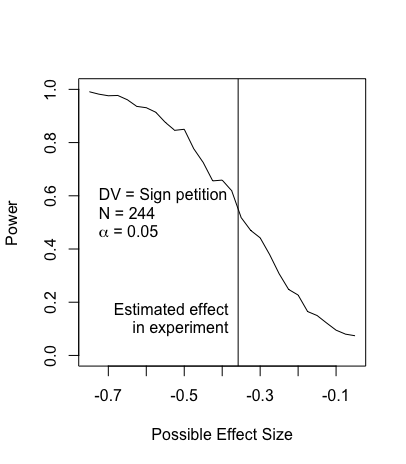 Power
1.0
0.8
0.6
0.4
0.2
0.0
DV = Sign petition
N = 244
α = 0.05
Estimated effect
in experiment
-0.7
-0.5
-0.3
-0.1
Possible Effect Size